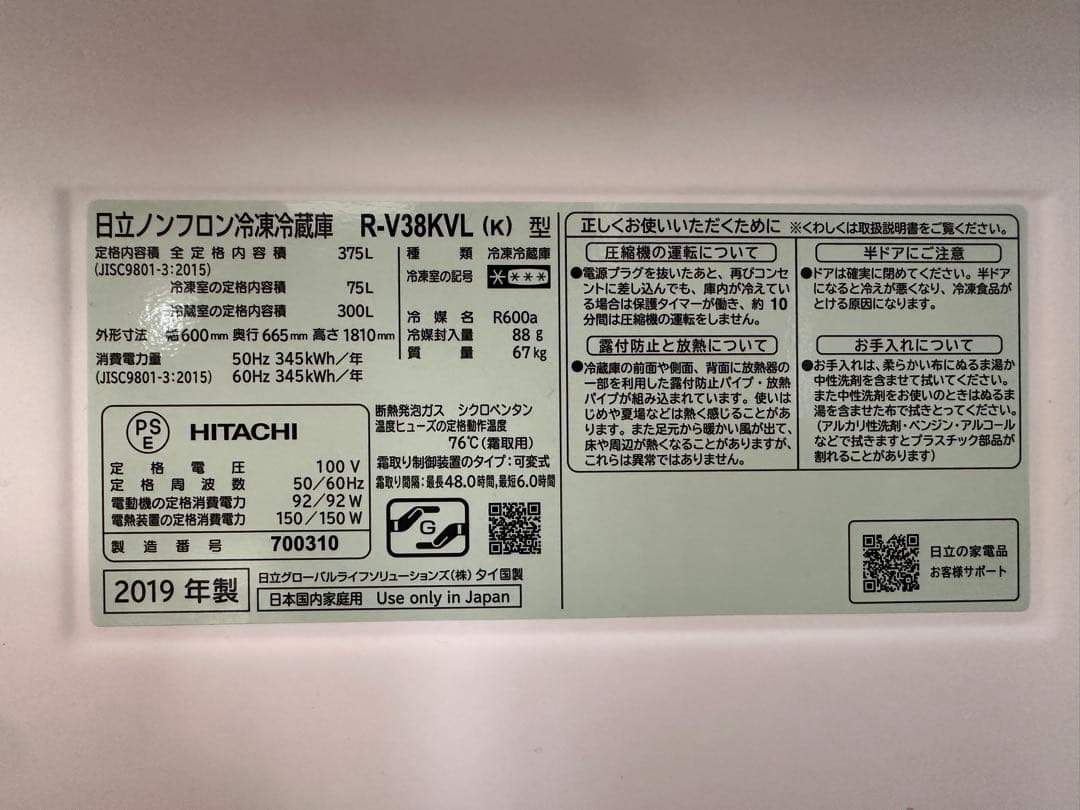 日立ノンフロン冷凍冷蔵庫 R-V38KVL (K) 型
定格内容積 全定格内容積 375L
(JISC9801-3:2015)
冷凍室の定格内容積 75L
冷蔵室の定格内容積 300L
外形寸法 幅600mm 奥行665mm 高さ1810mm
消費電力量 50Hz 345kWh/年
(JISC9801-3:2015) 60Hz 345kWh/年
種類 冷凍冷蔵庫
冷凍室の記号 ****
冷媒名 R600a
冷媒封入量 88g
質量 67kg
PSE HITACHI
定格電圧 100V
定格周波数 50/60Hz
電動機の定格消費電力 92/92W
電熱装置の定格消費電力 150/150W
製造番号 700310
断熱発泡ガス シクロペンタン
温度ヒューズの定格動作温度
76℃(霜取用)
霜取り制御装置のタイプ:可変式
霜取り間隔:最長48.0時間,最短6.0時間
G
2019年製
日立グローバルライフソリューションズ(株) タイ国製
日本国内家庭用 Use only in Japan
正しくお使いいただくために ※くわしくは取扱説明書をご覧ください。
圧縮機の運転について
●電源プラグを抜いたあと、再びコンセ
ントに差し込んでも、庫内が冷えてい
る場合は保護タイマーが働き、約10
分間は圧縮機の運転をしません。
露付防止と放熱について
●冷蔵庫の前面や側面、背面に放熱器の
一部を利用した露付防止パイプ・放熱
パイプが組み込まれています。使いは
じめや夏場などは熱く感じることがあ
ります。また足元から暖かい風が出て、
床や周辺が熱くなることがありますが、
これらは異常ではありません。
半ドアにご注意
●ドアは確実に閉めてください。半ドア
になると冷えが悪くなり、冷凍食品が
とける原因になります。
お手入れについて
●お手入れは、柔らかい布にぬるま湯か
中性洗剤を含ませて拭いてください。
また中性洗剤をお使いのときはぬるま
湯を含ませた布で拭きとってください。
(アルカリ性洗剤・ベンジン・アルコール
などで拭きますとプラスチック部品が
割れることがあります)
日立の家電品
お客様サポート